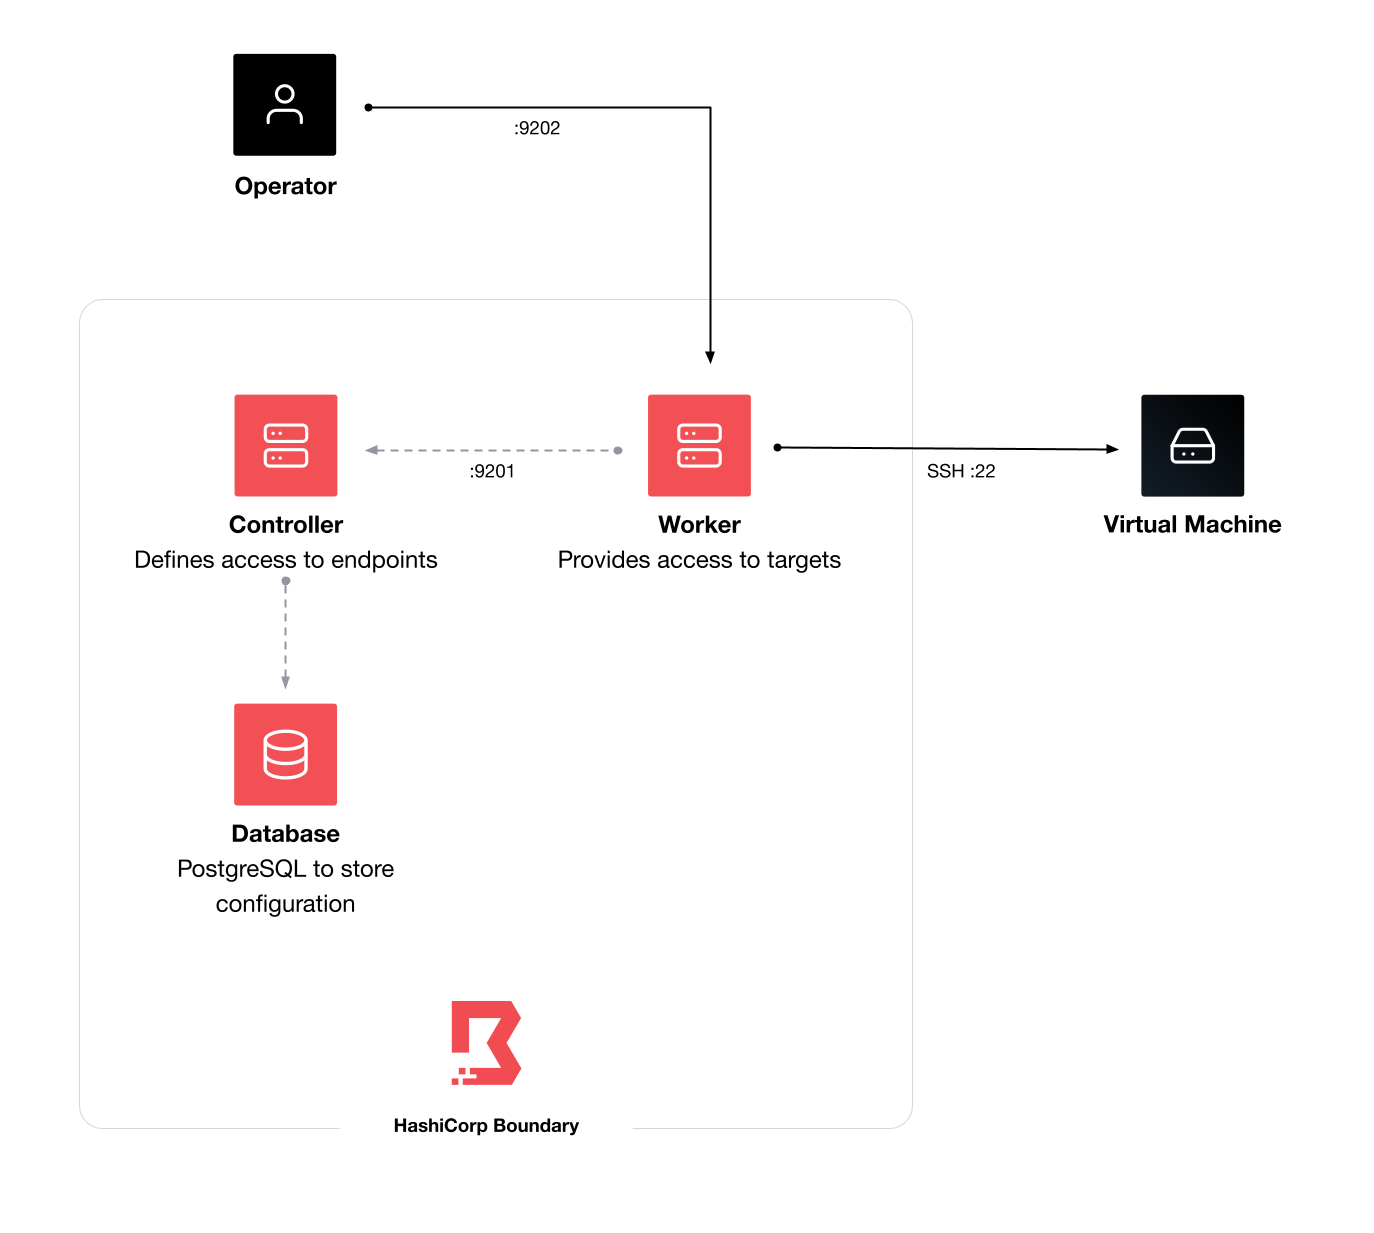 :9202
Operator
:9201
SSH :22
Controller
Defines access to endpoints
Worker
Provides access to targets
Virtual Machine
Database
PostgreSQL to store
configuration
HashiCorp Boundary